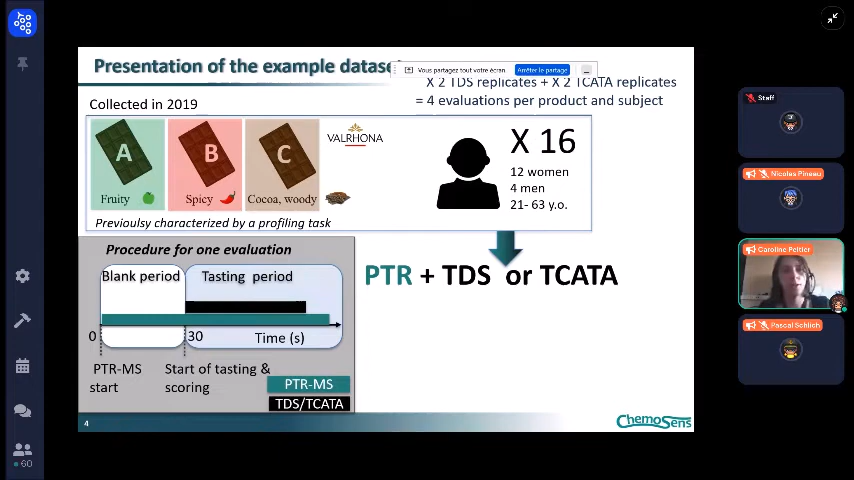 Presentation of the example datase
Vous partagez tout votre écran
Arrêter le partage
X 2 TDS replicates + X 2 TCATA replicates
= 4 evaluations per product and subject
Collected in 2019
A
B
C
VALRHONA
Fruity
Spicy
Cocoa, woody
Previoulsy characterized by a profiling task
X 16
12 women
4 men
21- 63 y.o.
Procedure for one evaluation
Blank period
Tasting period
0
30
Time (s)
PTR-MS
start
Start of tasting &
scoring
PTR-MS
TDS/TCATA
PTR + TDS or TCATA
4
CHEMOSENS
Staff
Nicolas Pineau
Caroline Peltier
Pascal Schlich
60